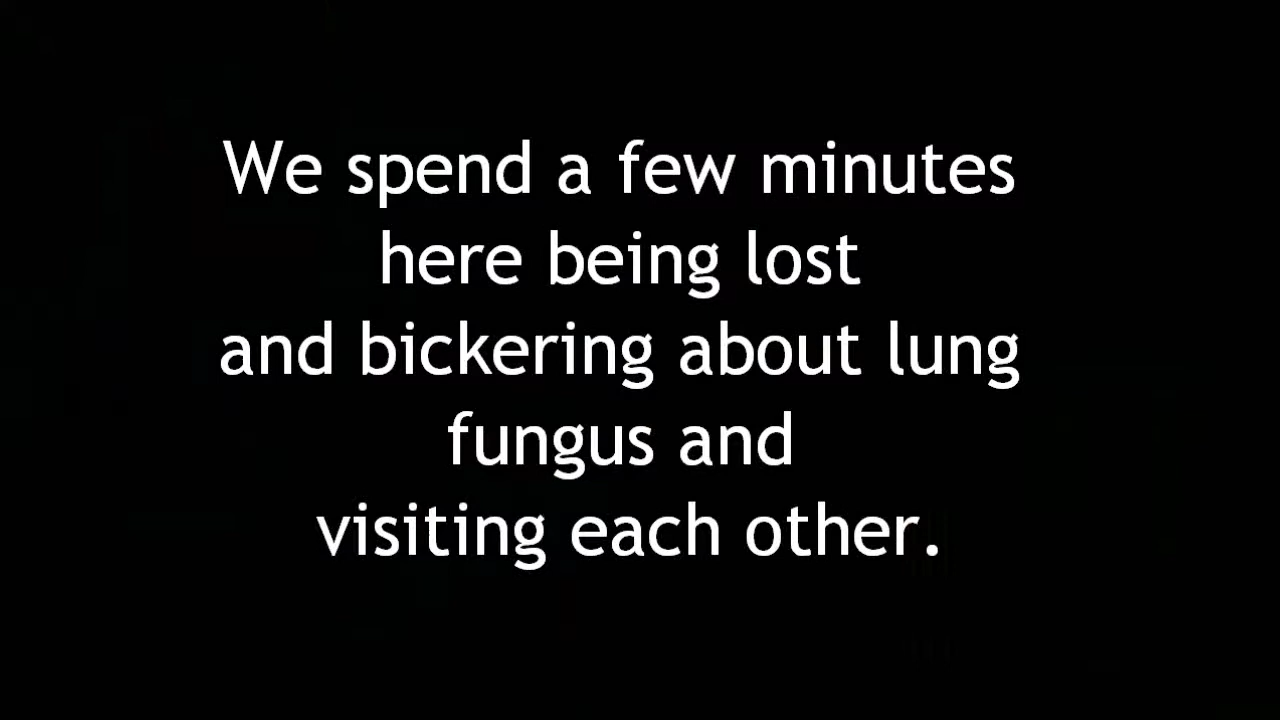 We spend a few minutes
here being lost
and bickering about lung
fungus and
visiting each other.